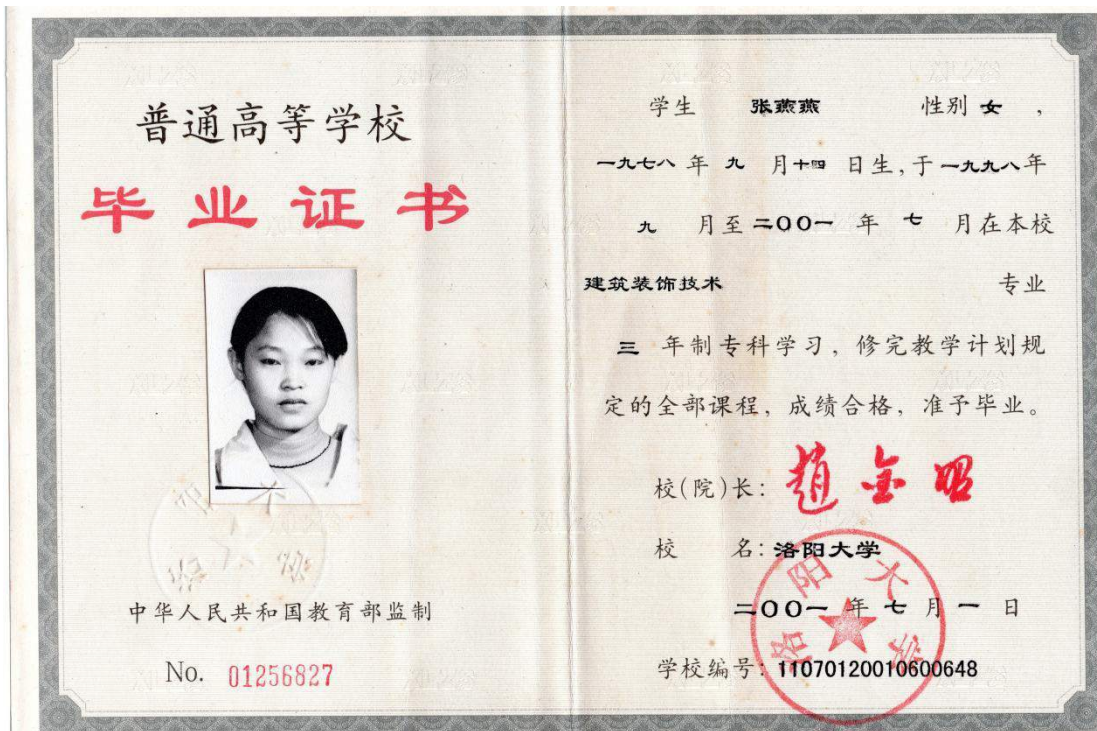 普通高等学校
毕业证书
中华人民共和国教育部监制
No. 01256827
学生 张燕燕 性别 女,
一九七八 年 九 月 十四 日生,于 一九九八 年
九 月至 二00一 年 七 月在本校
建筑装饰技术 专业
三 年制专科学习,修完教学计划规
定的全部课程,成绩合格,准予毕业。
校(院)长: 趙金昭
校 名: 洛阳大学
二00一 年 七 月 一 日
学校编号: 11070120010600648
洛阳大学